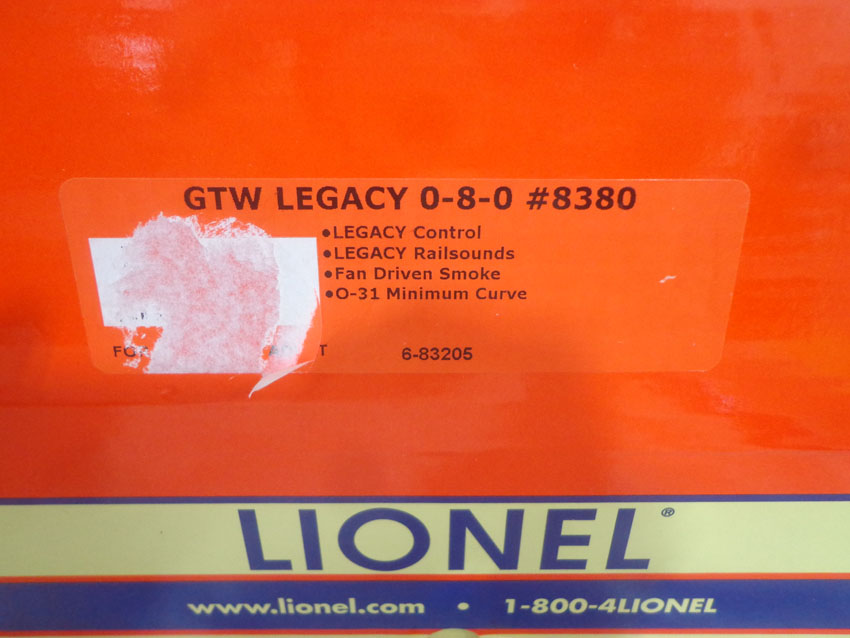 GTW LEGACY 0-8-0 #8380
•LEGACY Control
•LEGACY Railsounds
•Fan Driven Smoke
•O-31 Minimum Curve
6-83205
LIONEL®
www.lionel.com • 1-800-4LIONEL